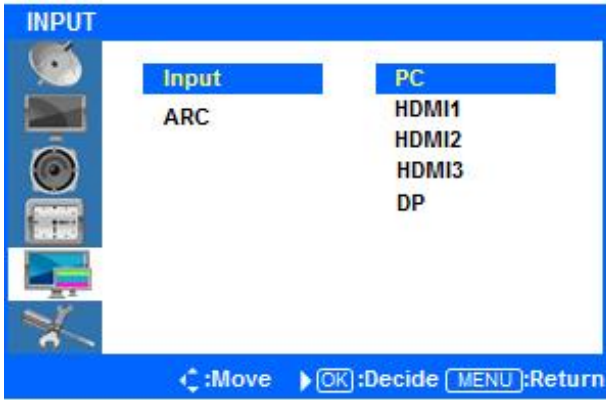 INPUT
Input PC
ARC HDMI1
HDMI2
HDMI3
DP
:Move OK :Decide MENU :Return